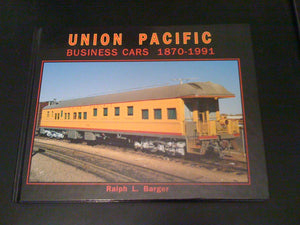 UNION PACIFIC
BUSINESS CARS 1870-1991
Ralph L. Barger